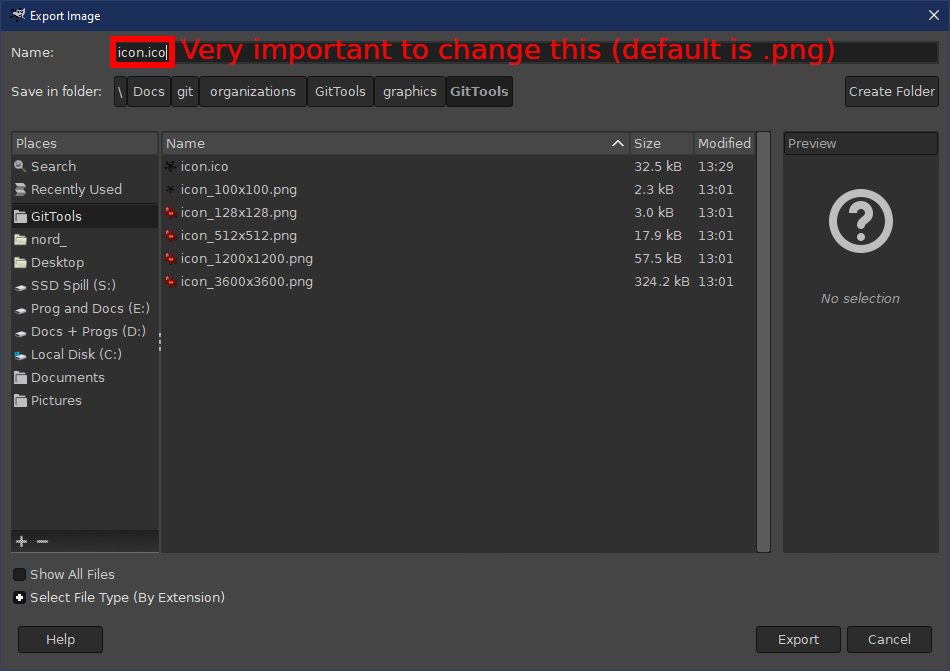 Export Image
Name: icon.ico Very important to change this (default is .png)
Save in folder: \ Docs git organizations GitTools graphics GitTools Create Folder
Places Name Size Modified Preview
Search icon.ico 32.5 kB 13:29
Recently Used icon_100x100.png 2.3 kB 13:01
GitTools icon_128x128.png 3.0 kB 13:01
nord_ icon_512x512.png 17.9 kB 13:01
Desktop icon_1200x1200.png 57.5 kB 13:01
SSD Spill (S:) icon_3600x3600.png 324.2 kB 13:01
No selection
Prog and Docs (E:)
Docs + Progs (D:)
Local Disk (C:)
Documents
Pictures
Show All Files
Select File Type (By Extension)
Help Export Cancel